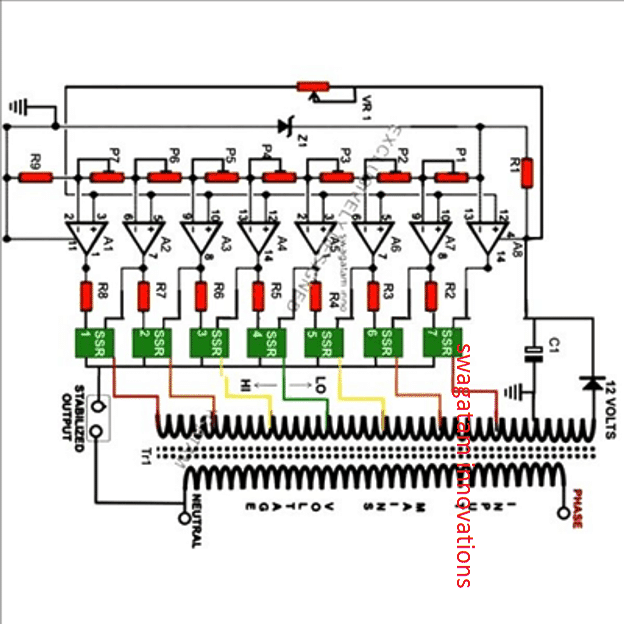 VR 1
Z1
EXCLUSIVELY DESIGNED
swagatam inno
R9
P7
P6
P5
P4
P3
P2
P1
R1
2 3 6 5 9 10 13 12 2 3 6 5 9 10 13 12
11 A1 A2 A3 A4 A5 A6 A7 4 A8
1 7 8 14 1 7 8 14
R8
R7
R6
R5
R4
R3
R2
1 SSR
2 SSR
3 SSR
4 SSR
5 SSR
6 SSR
7 SSR
C1
12 VOLTS
HI
LO
STABILIZED
OUTPUT
Tr1
swagatam innovations
INPUT MAINS VOLTAGE
NEUTRAL
PHASE